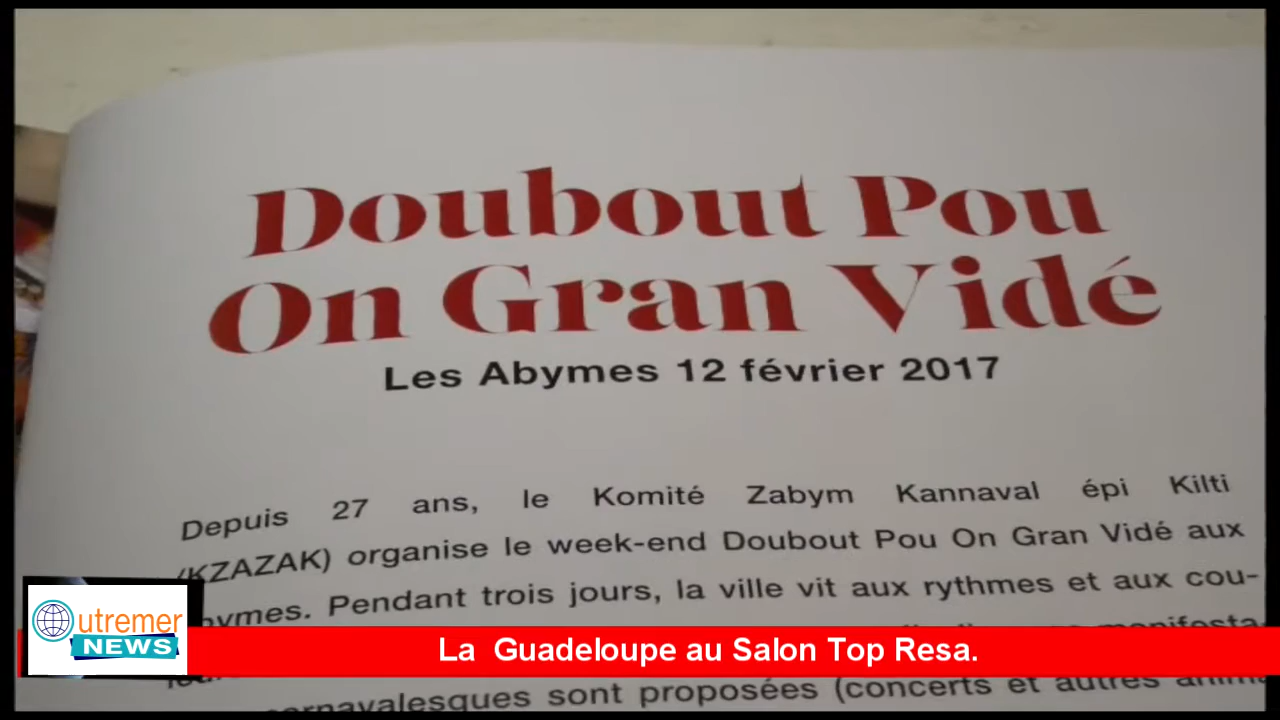 Doubout Pou
On Gran Vidé
Les Abymes 12 février 2017
Depuis 27 ans, le Komité Zabym Kannaval épi Kilti
(KZAZAK) organise le week-end Doubout Pou On Gran Vidé aux
bymes. Pendant trois jours, la ville vit aux rythmes et aux cou-
manifesta
carnavalesques sont proposées (concerts et autres anima
utremer
NEWS
La Guadeloupe au Salon Top Resa.